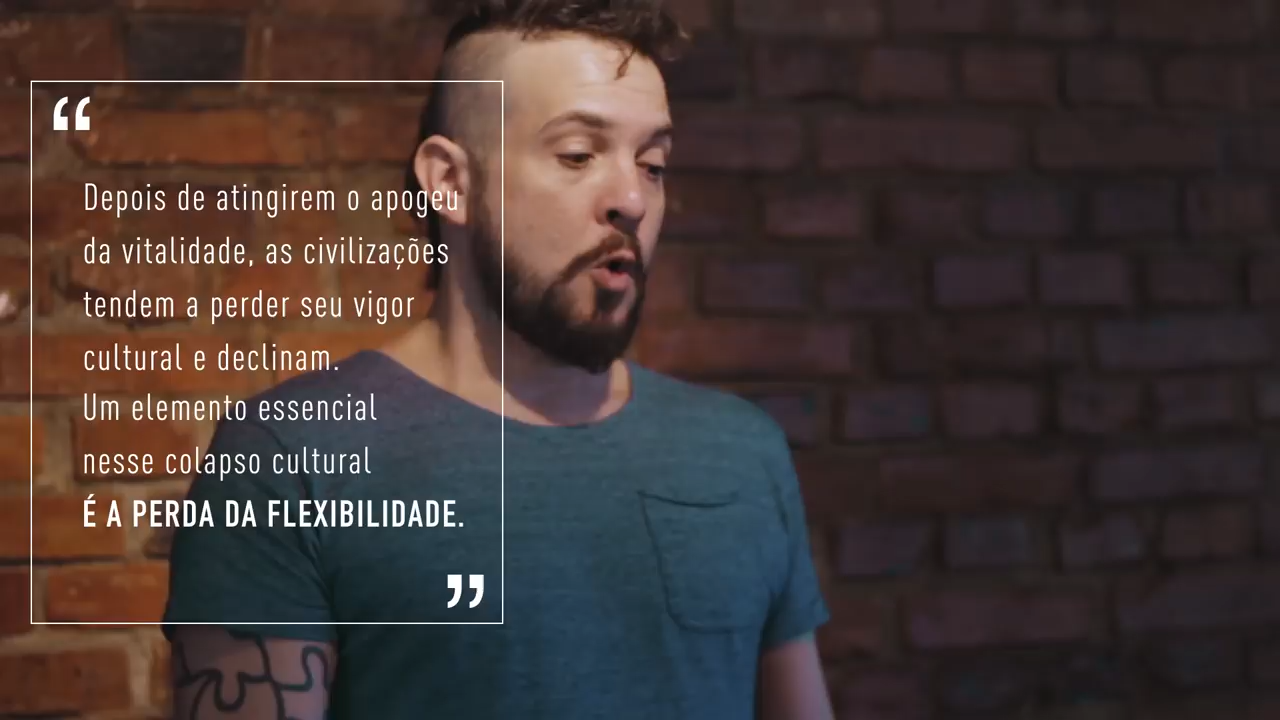 “
Depois de atingirem o apogeu
da vitalidade, as civilizações
tendem a perder seu vigor
cultural e declinam.
Um elemento essencial
nesse colapso cultural
É A PERDA DA FLEXIBILIDADE.
”